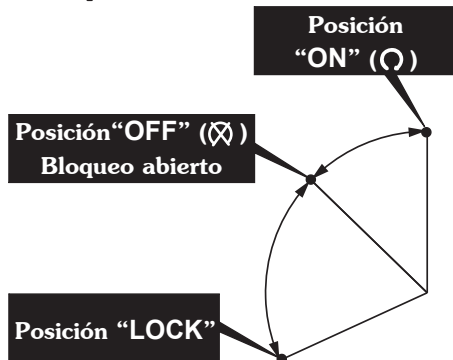 Posición
“ON” ( )
Posición“OFF” ( )
Bloqueo abierto
Posición “LOCK”